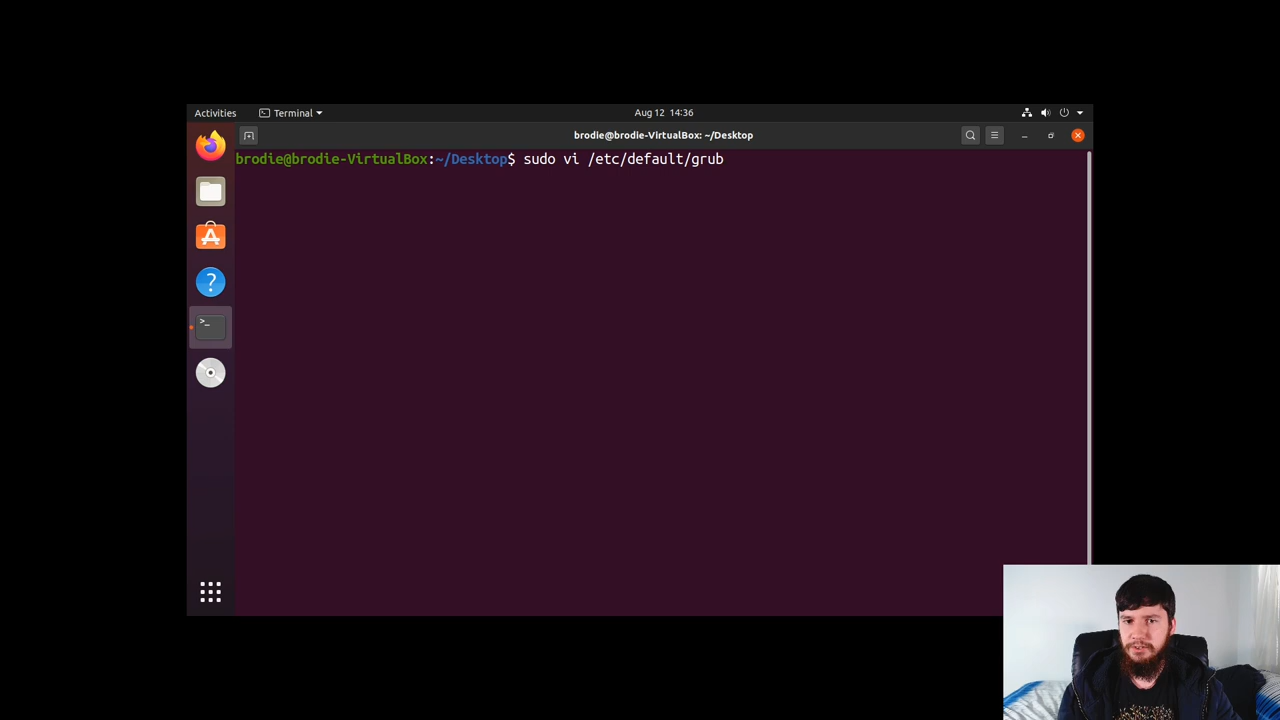 Activities
Terminal
Aug 12 14:36
brodie@brodie-VirtualBox: ~/Desktop
brodie@brodie-VirtualBox:~/Desktop$ sudo vi /etc/default/grub
?
>_